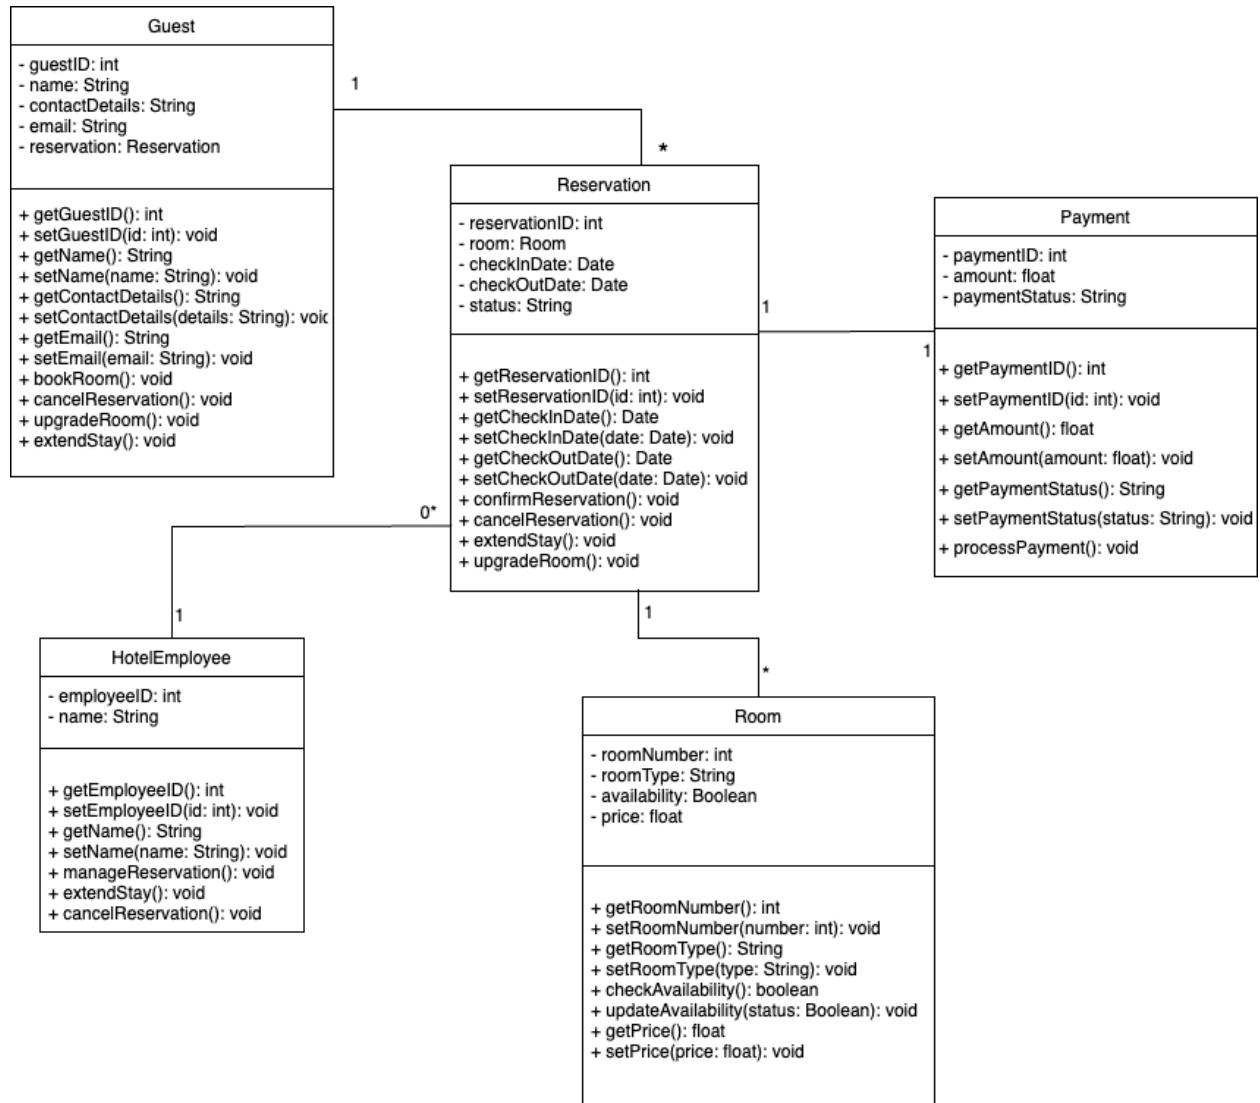 Guest
- guestID: int
- name: String
- contactDetails: String
- email: String
- reservation: Reservation
+ getGuestID(): int
+ setGuestID(id: int): void
+ getName(): String
+ setName(name: String): void
+ getContactDetails(): String
+ setContactDetails(details: String): void
+ getEmail(): String
+ setEmail(email: String): void
+ bookRoom(): void
+ cancelReservation(): void
+ upgradeRoom(): void
+ extendStay(): void
1
*
Reservation
- reservationID: int
- room: Room
- checkInDate: Date
- checkOutDate: Date
- status: String
+ getReservationID(): int
+ setReservationID(id: int): void
+ getCheckInDate(): Date
+ setCheckInDate(date: Date): void
+ getCheckOutDate(): Date
+ setCheckOutDate(date: Date): void
+ confirmReservation(): void
+ cancelReservation(): void
+ extendStay(): void
+ upgradeRoom(): void
1
1
Payment
- paymentID: int
- amount: float
- paymentStatus: String
+ getPaymentID(): int
+ setPaymentID(id: int): void
+ getAmount(): float
+ setAmount(amount: float): void
+ getPaymentStatus(): String
+ setPaymentStatus(status: String): void
+ processPayment(): void
0*
1
HotelEmployee
- employeeID: int
- name: String
+ getEmployeeID(): int
+ setEmployeeID(id: int): void
+ getName(): String
+ setName(name: String): void
+ manageReservation(): void
+ extendStay(): void
+ cancelReservation(): void
1
*
Room
- roomNumber: int
- roomType: String
- availability: Boolean
- price: float
+ getRoomNumber(): int
+ setRoomNumber(number: int): void
+ getRoomType(): String
+ setRoomType(type: String): void
+ checkAvailability(): boolean
+ updateAvailability(status: Boolean): void
+ getPrice(): float
+ setPrice(price: float): void